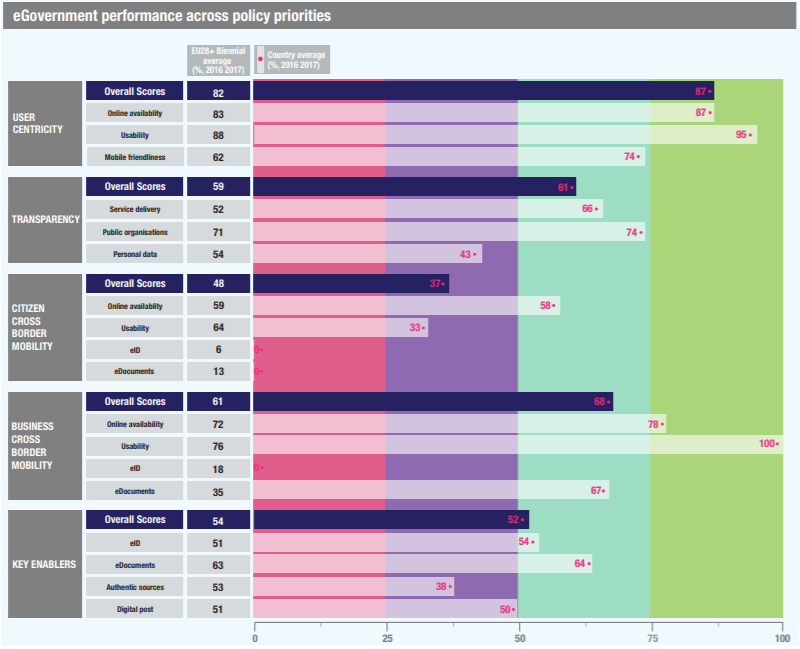 eGovernment performance across policy priorities
EU28+ Biennial
average
(%, 2016 2017)
Country average
(%, 2016 2017)
USER
CENTRICITY
Overall Scores 82 87
Online availablity 83 87
Usability 88 95
Mobile friendliness 62 74
TRANSPARENCY
Overall Scores 59 61
Service delivery 52 66
Public organisations 71 74
Personal data 54 43
CITIZEN
CROSS
BORDER
MOBILITY
Overall Scores 48 37
Online availablity 59 58
Usability 64 33
eID 6 0
eDocuments 13 0
BUSINESS
CROSS
BORDER
MOBILITY
Overall Scores 61 68
Online availability 72 78
Usability 76 100
eID 18 0
eDocuments 35 67
KEY ENABLERS
Overall Scores 54 52
eID 51 54
eDocuments 63 64
Authentic sources 53 38
Digital post 51 50
0 25 50 75 100